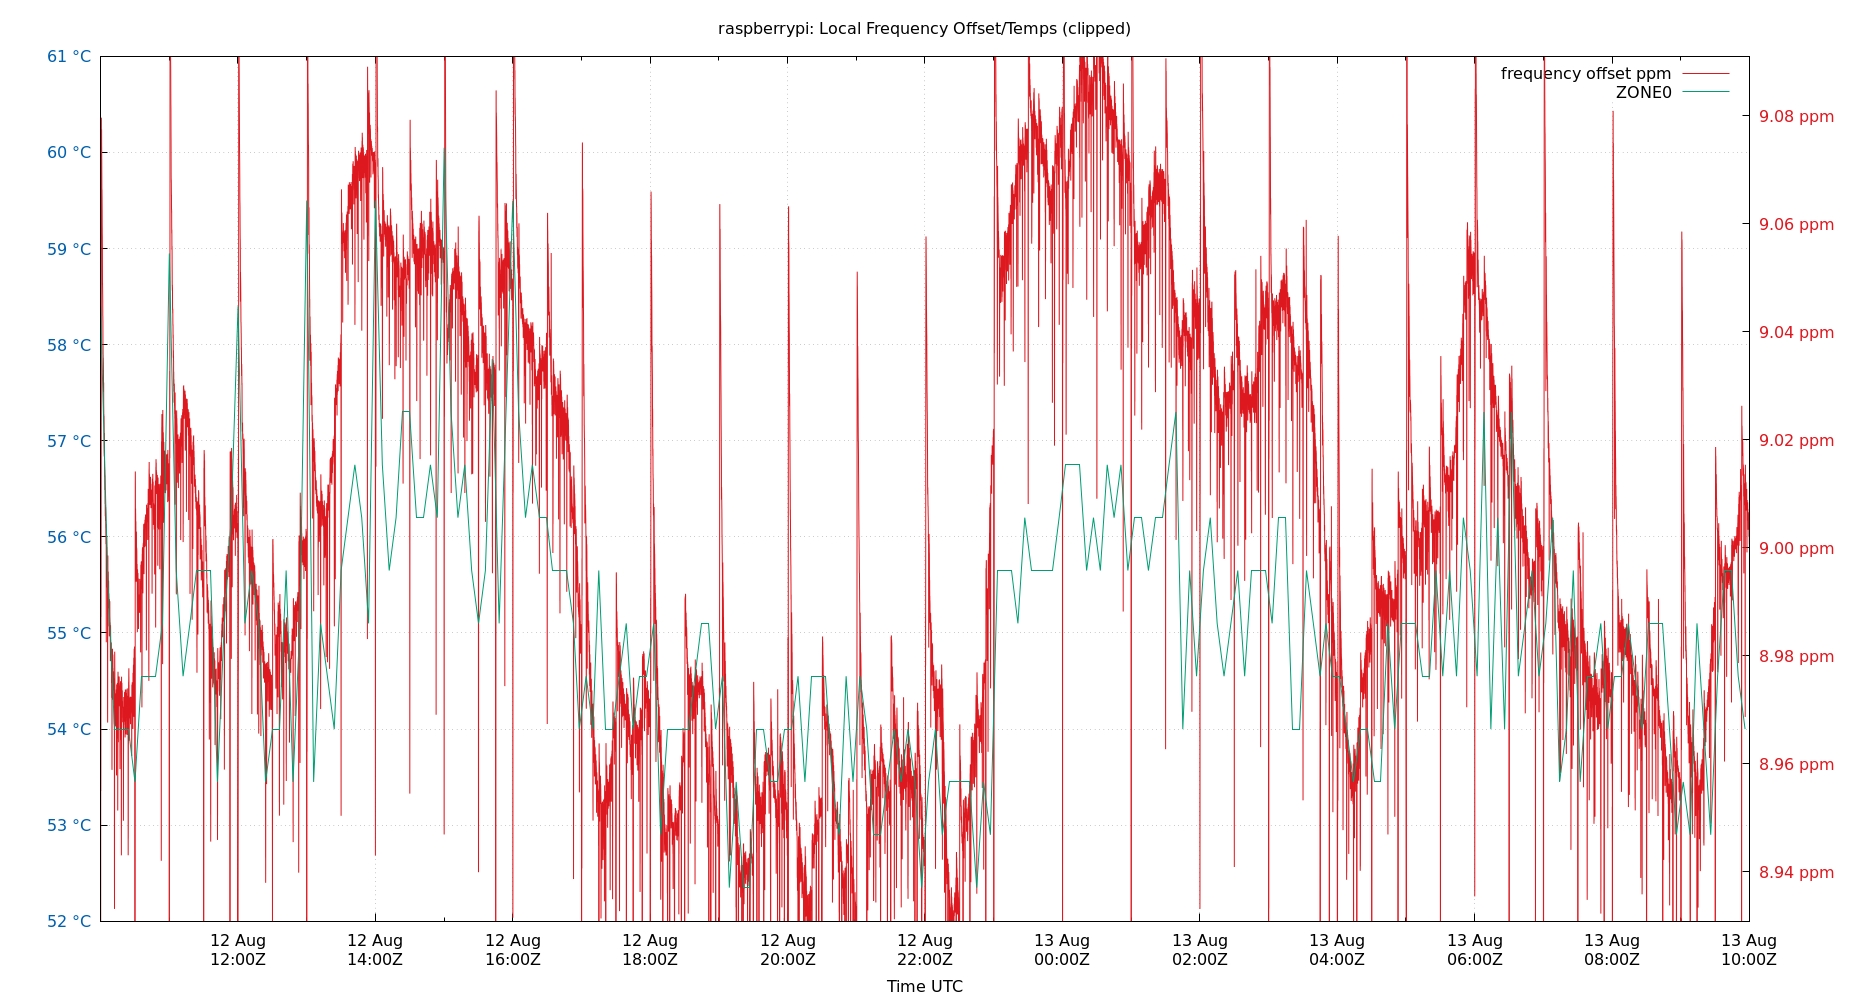 raspberrypi: Local Frequency Offset/Temps (clipped)
frequency offset ppm
ZONE0
61 °C
60 °C
59 °C
58 °C
57 °C
56 °C
55 °C
54 °C
53 °C
52 °C
9.08 ppm
9.06 ppm
9.04 ppm
9.02 ppm
9.00 ppm
8.98 ppm
8.96 ppm
8.94 ppm
12 Aug
12:00Z
12 Aug
14:00Z
12 Aug
16:00Z
12 Aug
18:00Z
12 Aug
20:00Z
12 Aug
22:00Z
13 Aug
00:00Z
13 Aug
02:00Z
13 Aug
04:00Z
13 Aug
06:00Z
13 Aug
08:00Z
13 Aug
10:00Z
Time UTC